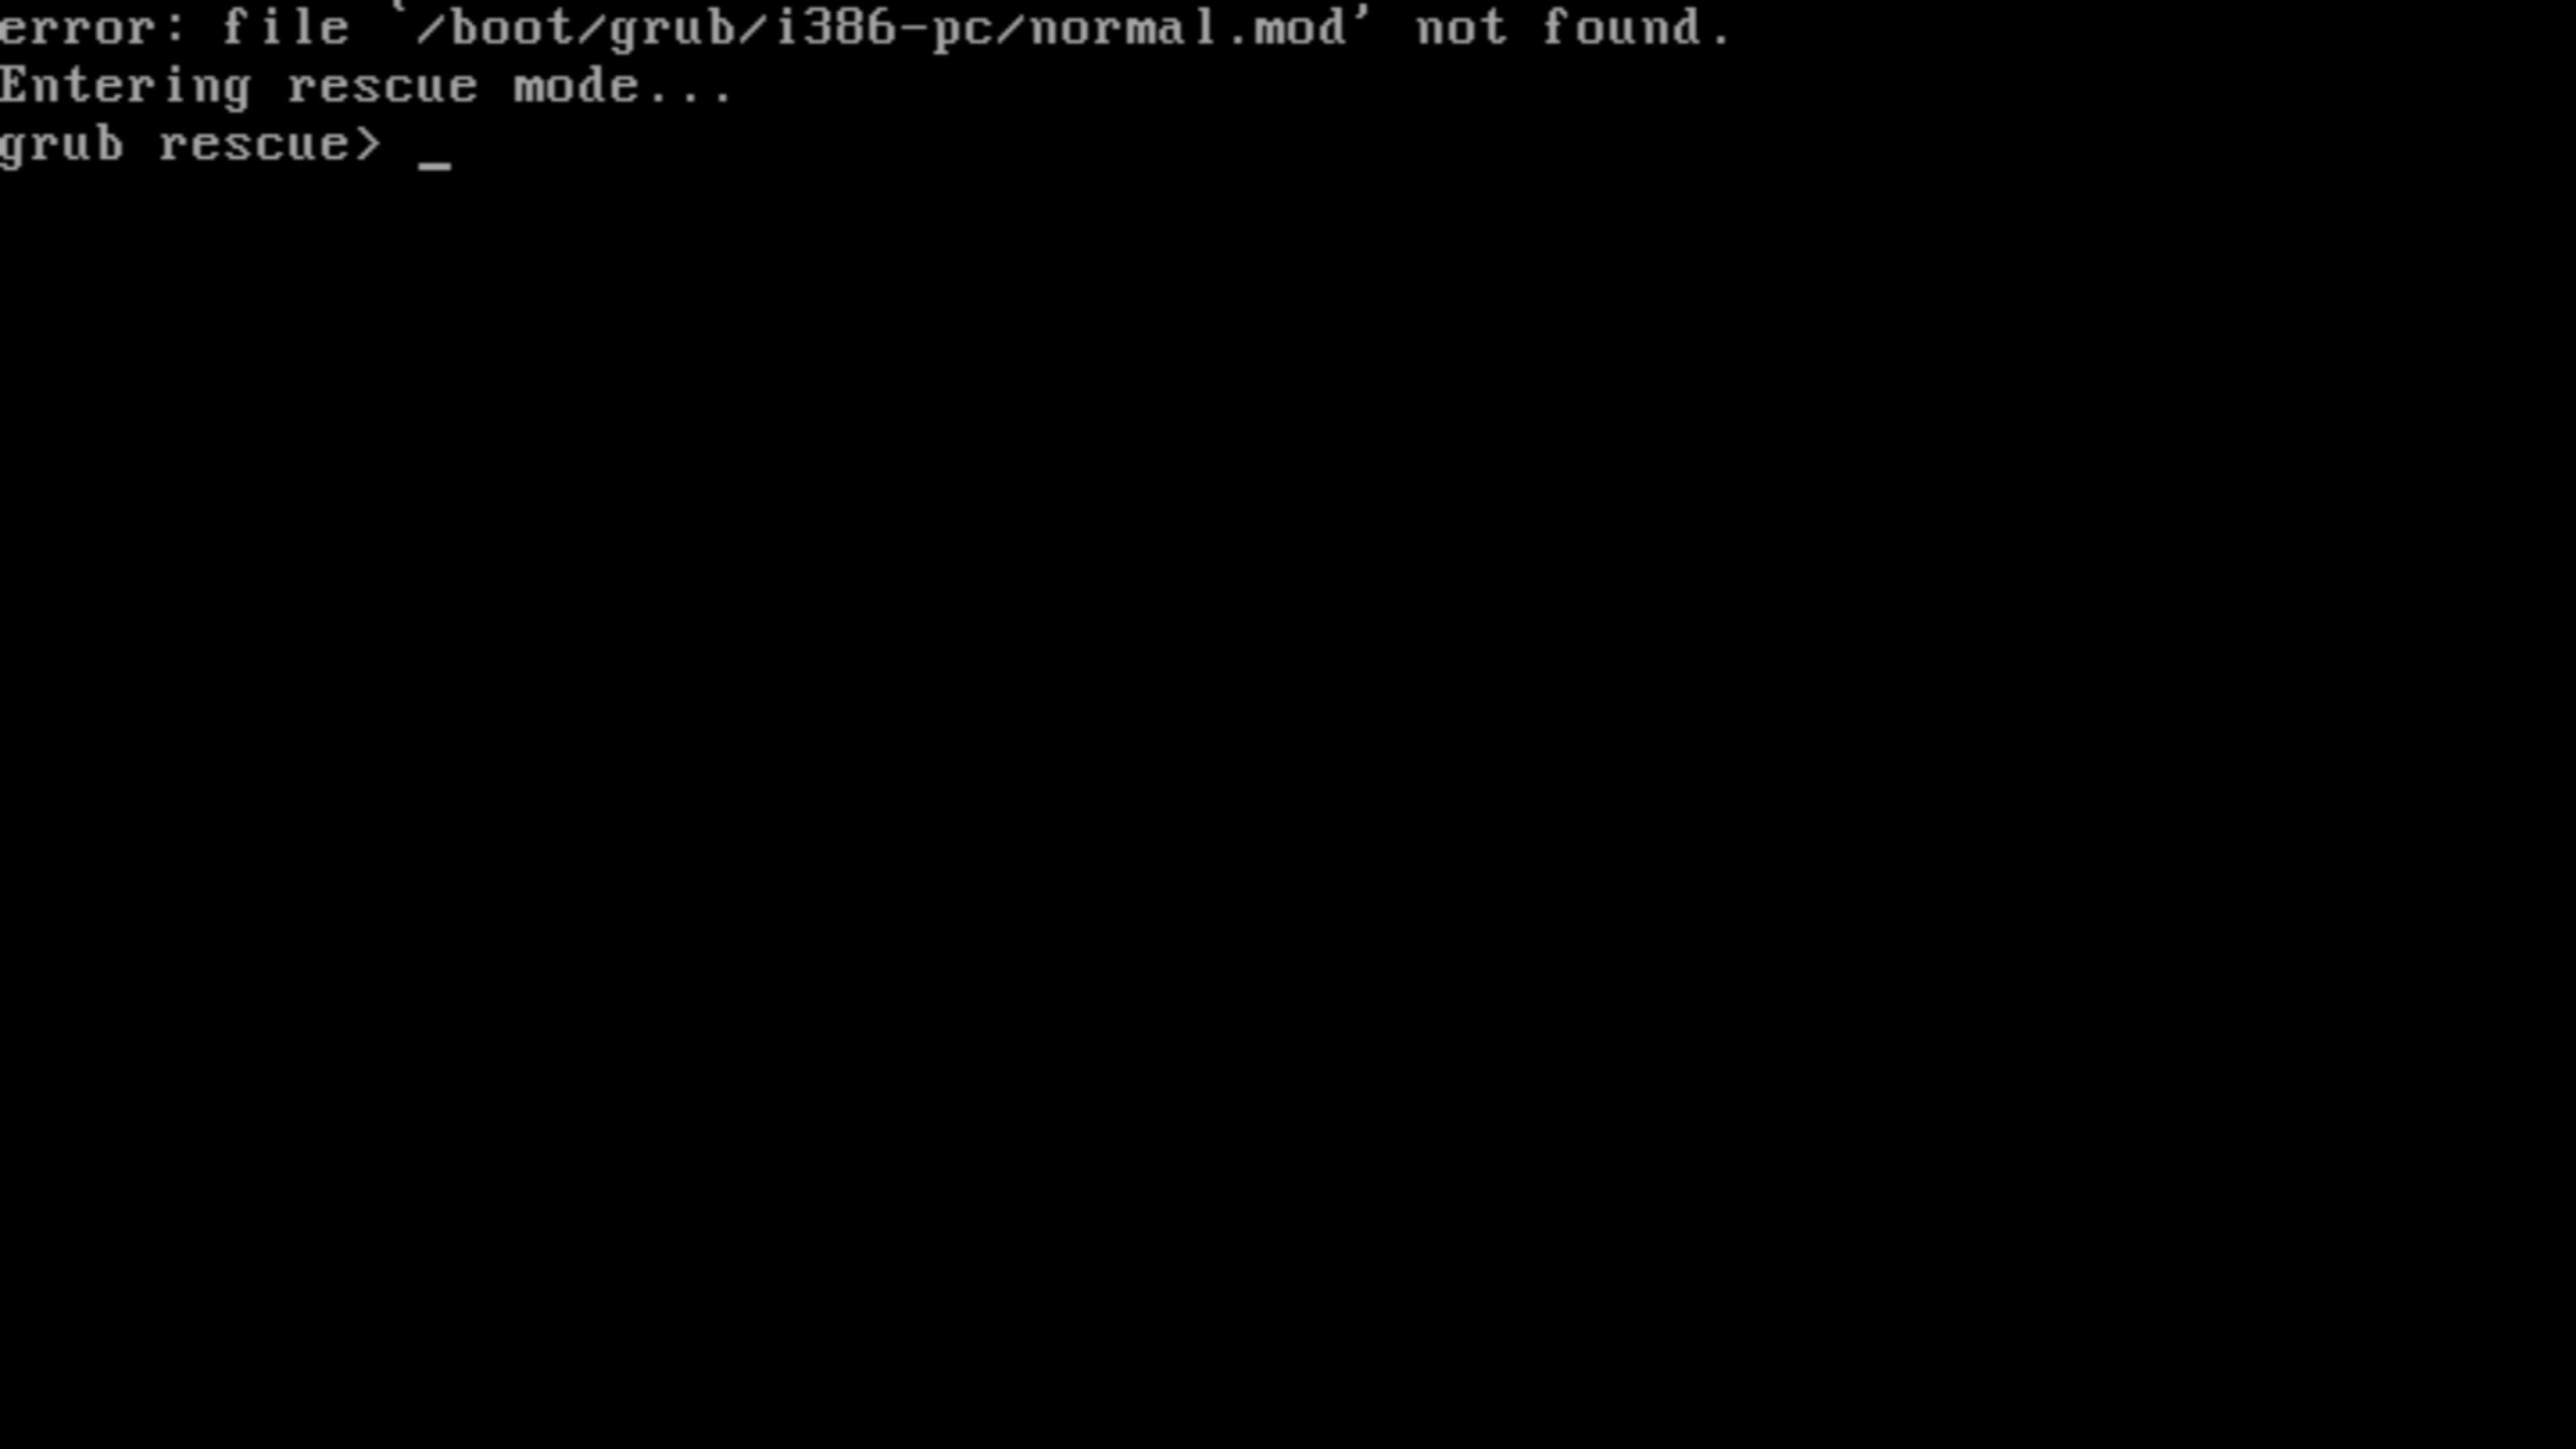 error: file `/boot/grub/i386-pc/normal.mod' not found.
Entering rescue mode...
grub rescue> _